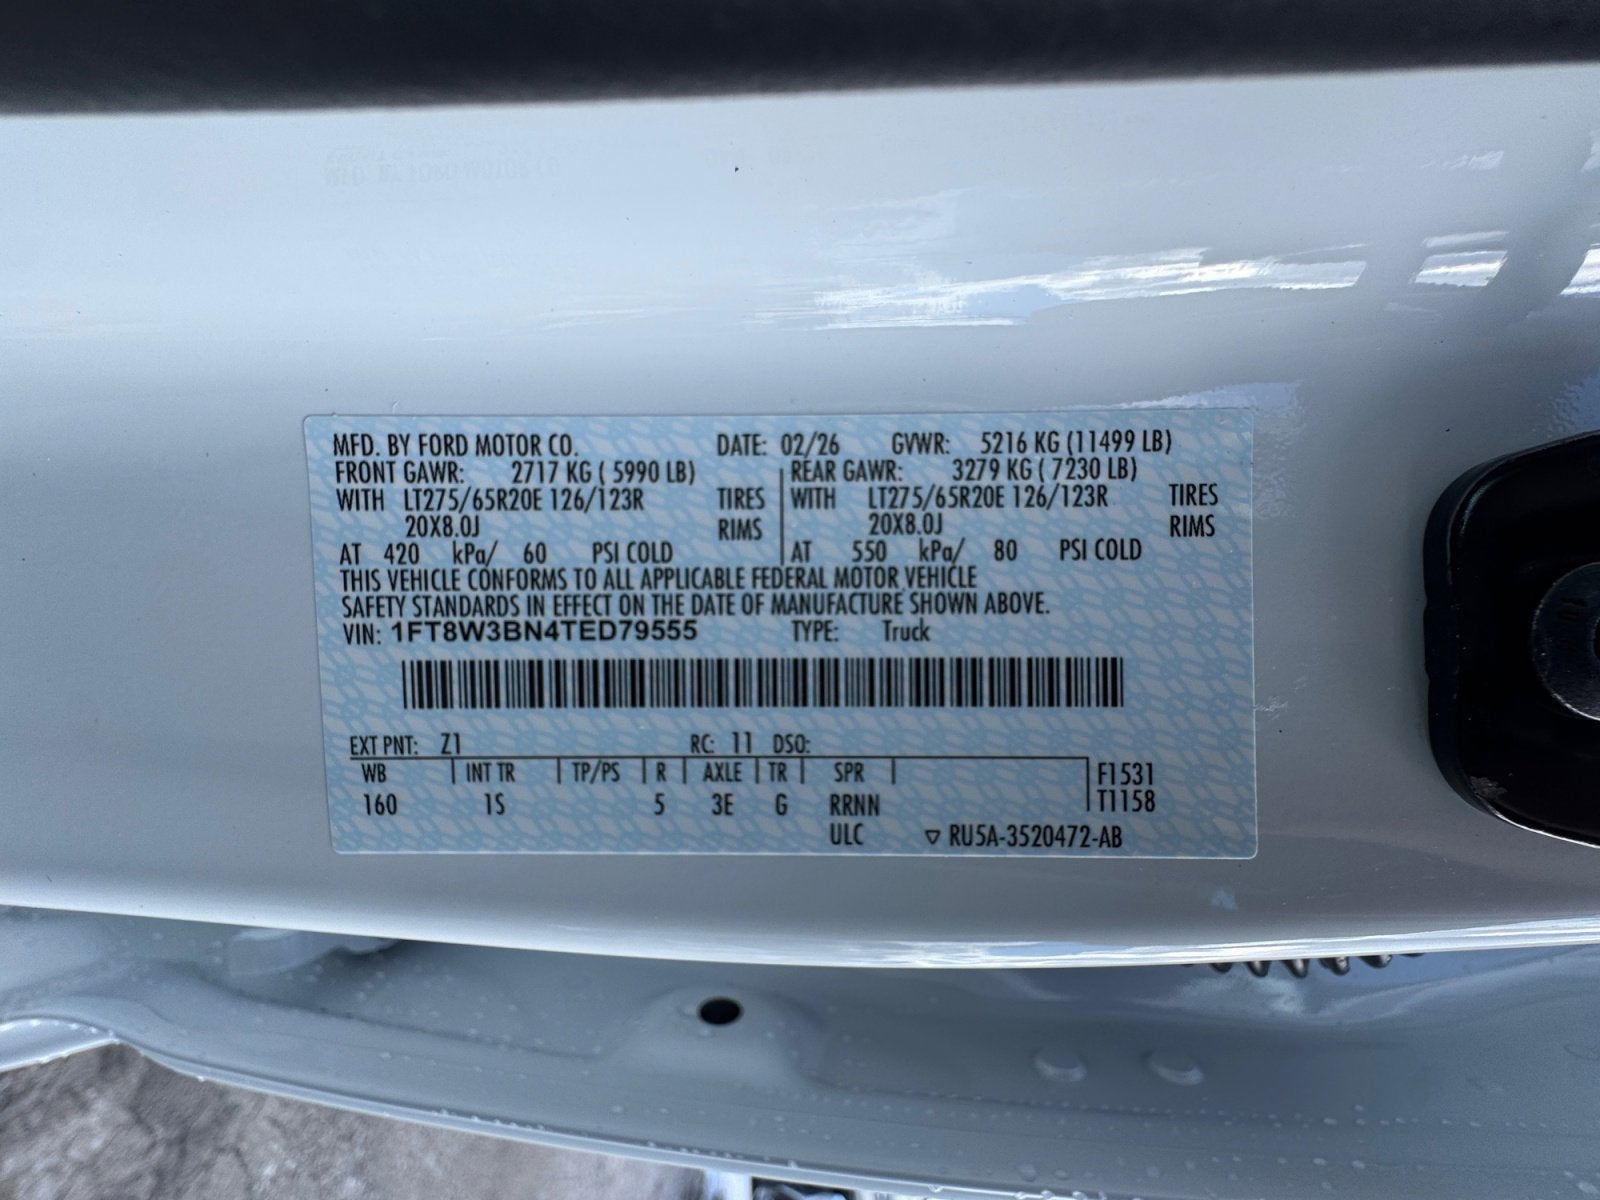 MFD. BY FORD MOTOR CO. DATE: 02/26 GVWR: 5216 KG (11499 LB)
FRONT GAWR: 2717 KG ( 5990 LB) REAR GAWR: 3279 KG ( 7230 LB)
WITH LT275/65R20E 126/123R TIRES WITH LT275/65R20E 126/123R TIRES
20X8.0J RIMS 20X8.0J RIMS
AT 420 kPa/ 60 PSI COLD AT 550 kPa/ 80 PSI COLD
THIS VEHICLE CONFORMS TO ALL APPLICABLE FEDERAL MOTOR VEHICLE
SAFETY STANDARDS IN EFFECT ON THE DATE OF MANUFACTURE SHOWN ABOVE.
VIN: 1FT8W3BN4TED79555 TYPE: Truck
EXT PNT: Z1 RC: 11 DSO:
WB INT TR TP/PS R AXLE TR SPR F1531
160 1S 5 3E G RRNN T1158
ULC ▽ RU5A-3520472-AB